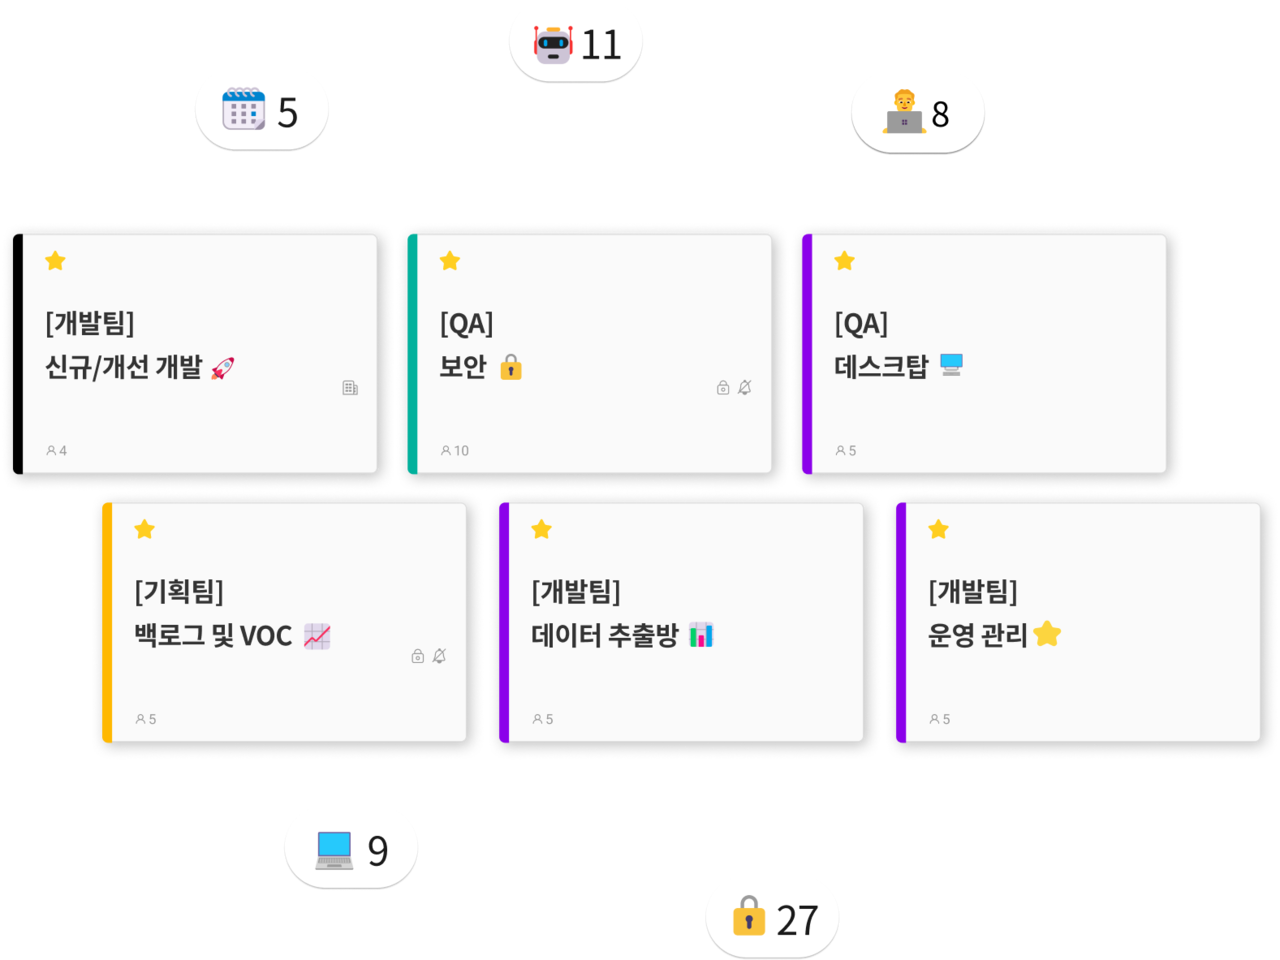 11
5
8
[개발팀]
신규/개선 개발 🚀
4
[QA]
보안 🔒
10
[QA]
데스크탑 🖥️
5
[기획팀]
백로그 및 VOC 📈
5
[개발팀]
데이터 추출방 📊
5
[개발팀]
운영 관리 ⭐
5
9
27